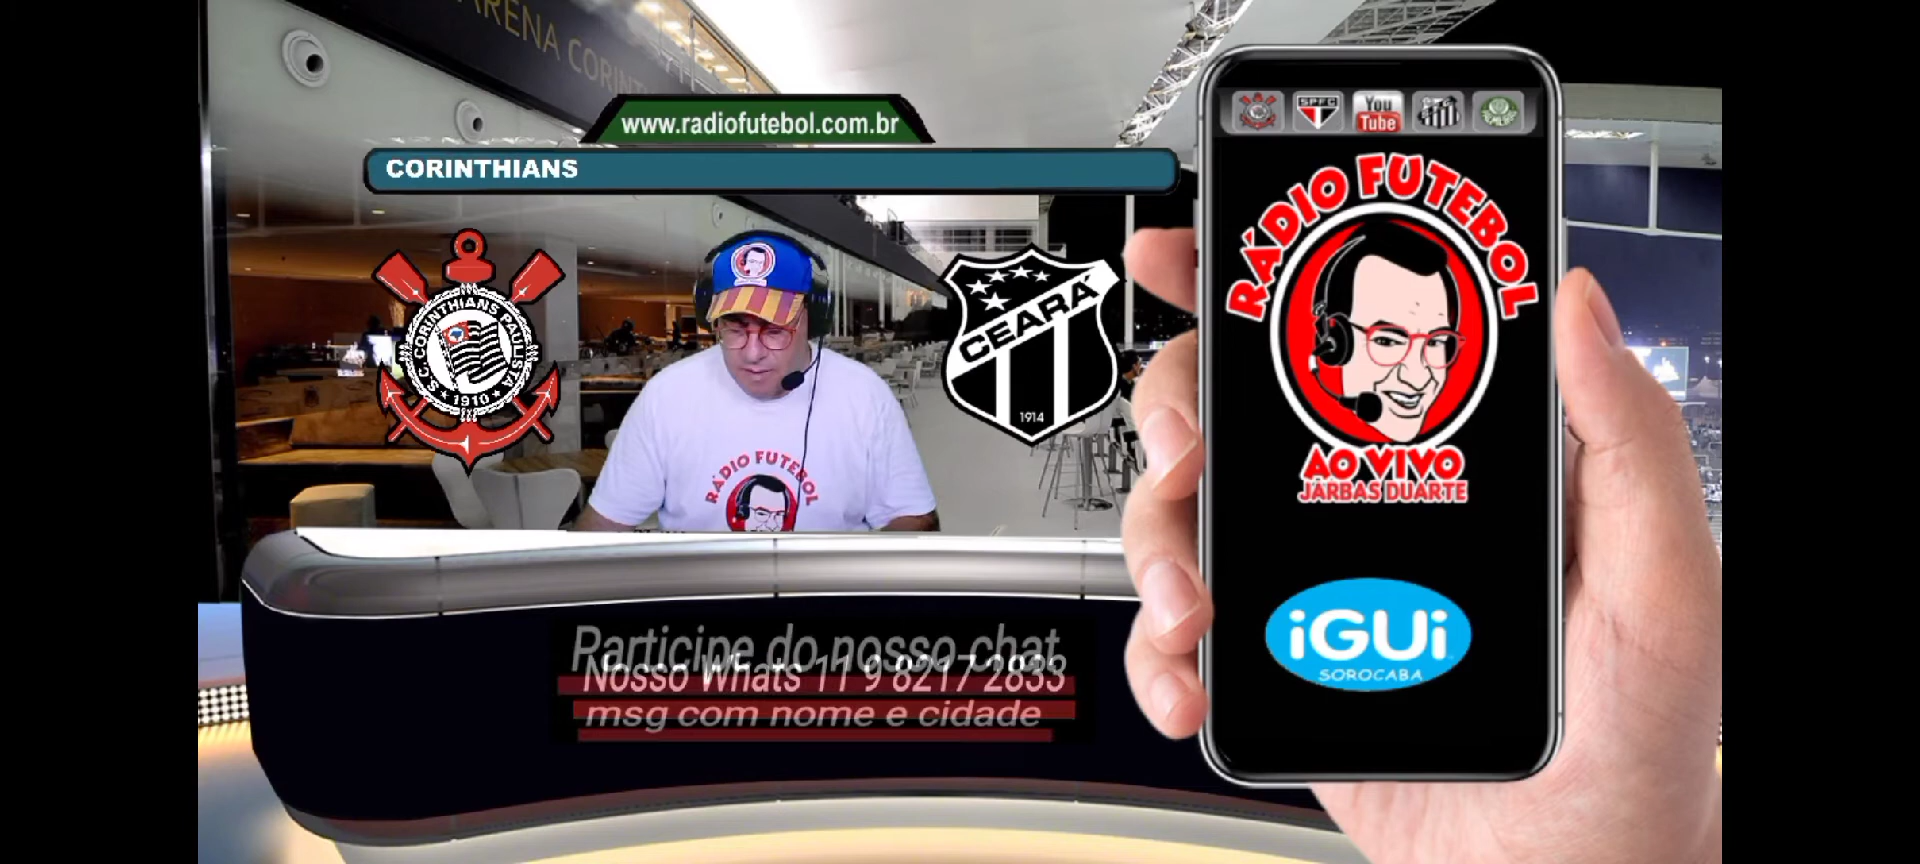 ARENA CORINT
www.radiofutebol.com.br
CORINTHIANS
S.C. CORINTHIANS PAULISTA
1910
CEARÁ
1914
RÁDIO FUTEBOL
SPFC
You
Tube
RÁDIO FUTEBOL
AO VIVO
JARBAS DUARTE
iGUi
SOROCABA
Participe do nosso chat
Nosso Whats 11 9 8217 2833
msg com nome e cidade